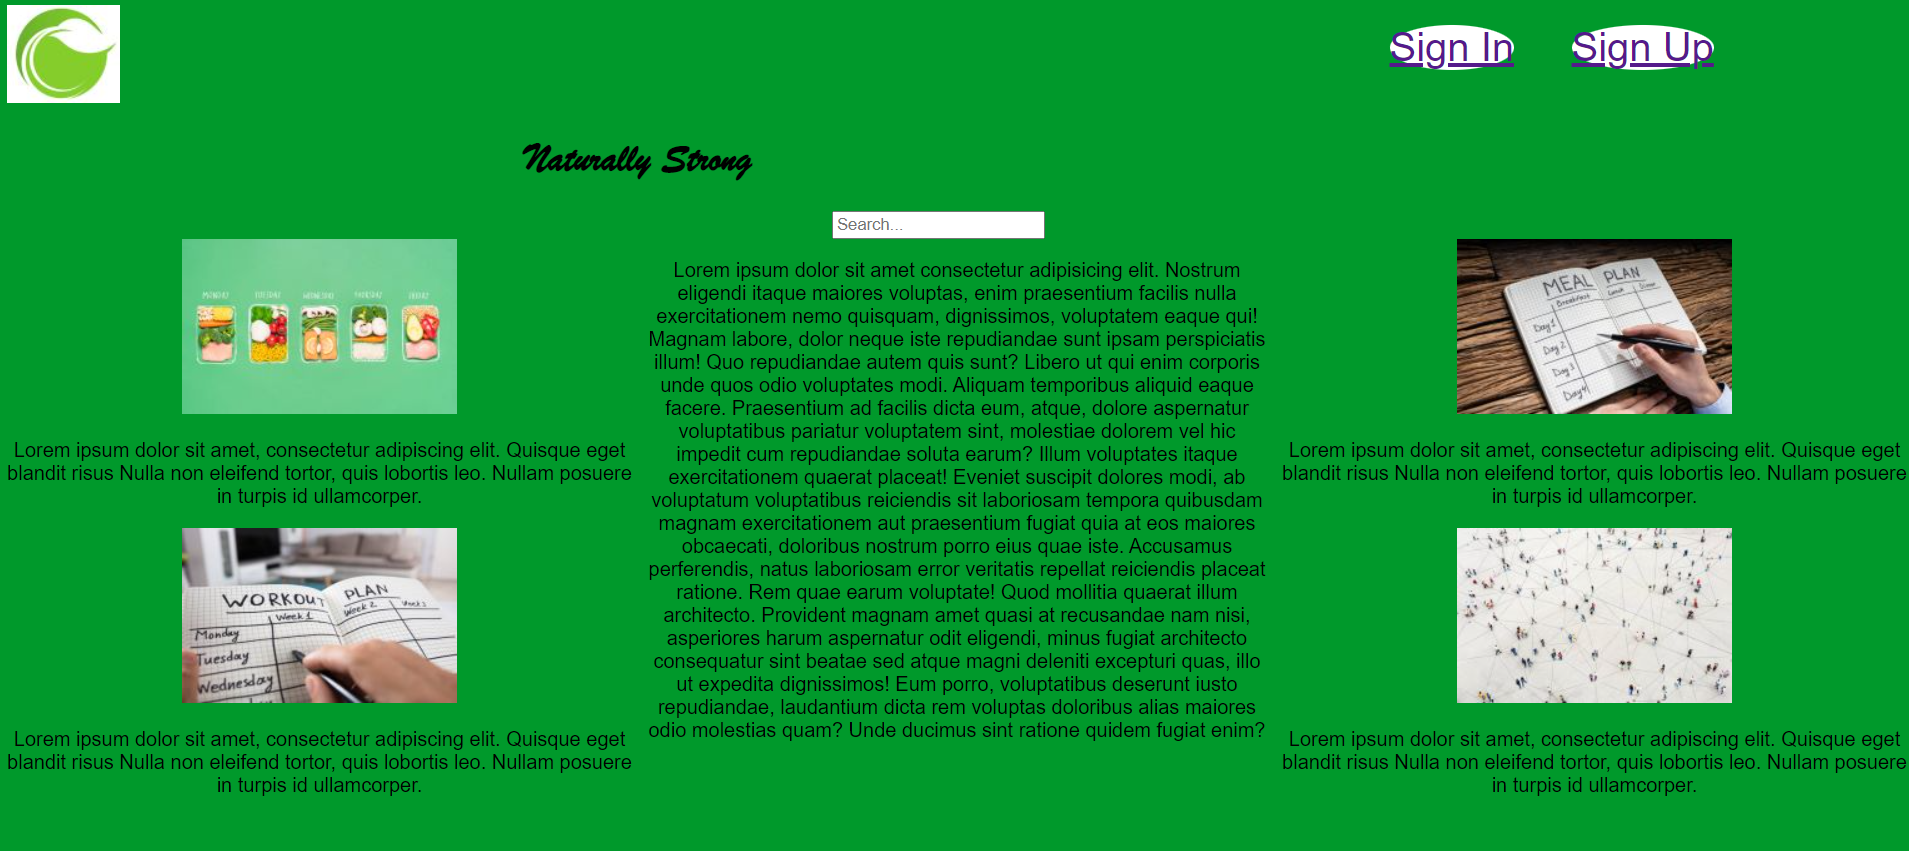 Sign In
Sign Up
Naturally Strong
Search...
MONDAY TUESDAY WEDNESDAY THURSDAY FRIDAY
Lorem ipsum dolor sit amet, consectetur adipiscing elit. Quisque eget
blandit risus Nulla non eleifend tortor, quis lobortis leo. Nullam posuere
in turpis id ullamcorper.
WORKOUT PLAN
Week 1
Week 2
Week 3
Monday
Tuesday
Wednesday
Lorem ipsum dolor sit amet, consectetur adipiscing elit. Quisque eget
blandit risus Nulla non eleifend tortor, quis lobortis leo. Nullam posuere
in turpis id ullamcorper.
Lorem ipsum dolor sit amet consectetur adipisicing elit. Nostrum
eligendi itaque maiores voluptas, enim praesentium facilis nulla
exercitationem nemo quisquam, dignissimos, voluptatem eaque qui!
Magnam labore, dolor neque iste repudiandae sunt ipsam perspiciatis
illum! Quo repudiandae autem quis sunt? Libero ut qui enim corporis
unde quos odio voluptates modi. Aliquam temporibus aliquid eaque
facere. Praesentium ad facilis dicta eum, atque, dolore aspernatur
voluptatibus pariatur voluptatem sint, molestiae dolorem vel hic
impedit cum repudiandae soluta earum? Illum voluptates itaque
exercitationem quaerat placeat! Eveniet suscipit dolores modi, ab
voluptatum voluptatibus reiciendis sit laboriosam tempora quibusdam
magnam exercitationem aut praesentium fugiat quia at eos maiores
obcaecati, doloribus nostrum porro eius quae iste. Accusamus
perferendis, natus laboriosam error veritatis repellat reiciendis placeat
ratione. Rem quae earum voluptate! Quod mollitia quaerat illum
architecto. Provident magnam amet quasi at recusandae nam nisi,
asperiores harum aspernatur odit eligendi, minus fugiat architecto
consequatur sint beatae sed atque magni deleniti excepturi quas, illo
ut expedita dignissimos! Eum porro, voluptatibus deserunt iusto
repudiandae, laudantium dicta rem voluptas doloribus alias maiores
odio molestias quam? Unde ducimus sint ratione quidem fugiat enim?
MEAL PLAN
Breakfast
Lunch
Dinner
Day 1
Day 2
Day 3
Day 4
Lorem ipsum dolor sit amet, consectetur adipiscing elit. Quisque eget
blandit risus Nulla non eleifend tortor, quis lobortis leo. Nullam posuere
in turpis id ullamcorper.
Lorem ipsum dolor sit amet, consectetur adipiscing elit. Quisque eget
blandit risus Nulla non eleifend tortor, quis lobortis leo. Nullam posuere
in turpis id ullamcorper.